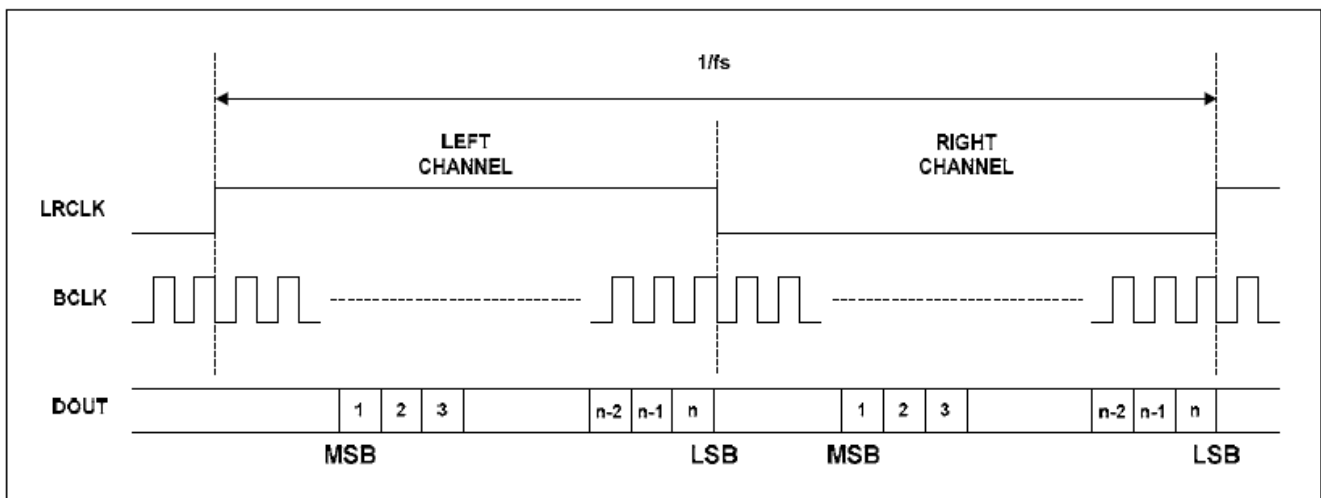 1/fs
LEFT
CHANNEL
RIGHT
CHANNEL
LRCLK
BCLK
DOUT
1 2 3 n-2 n-1 n 1 2 3 n-2 n-1 n
MSB LSB MSB LSB